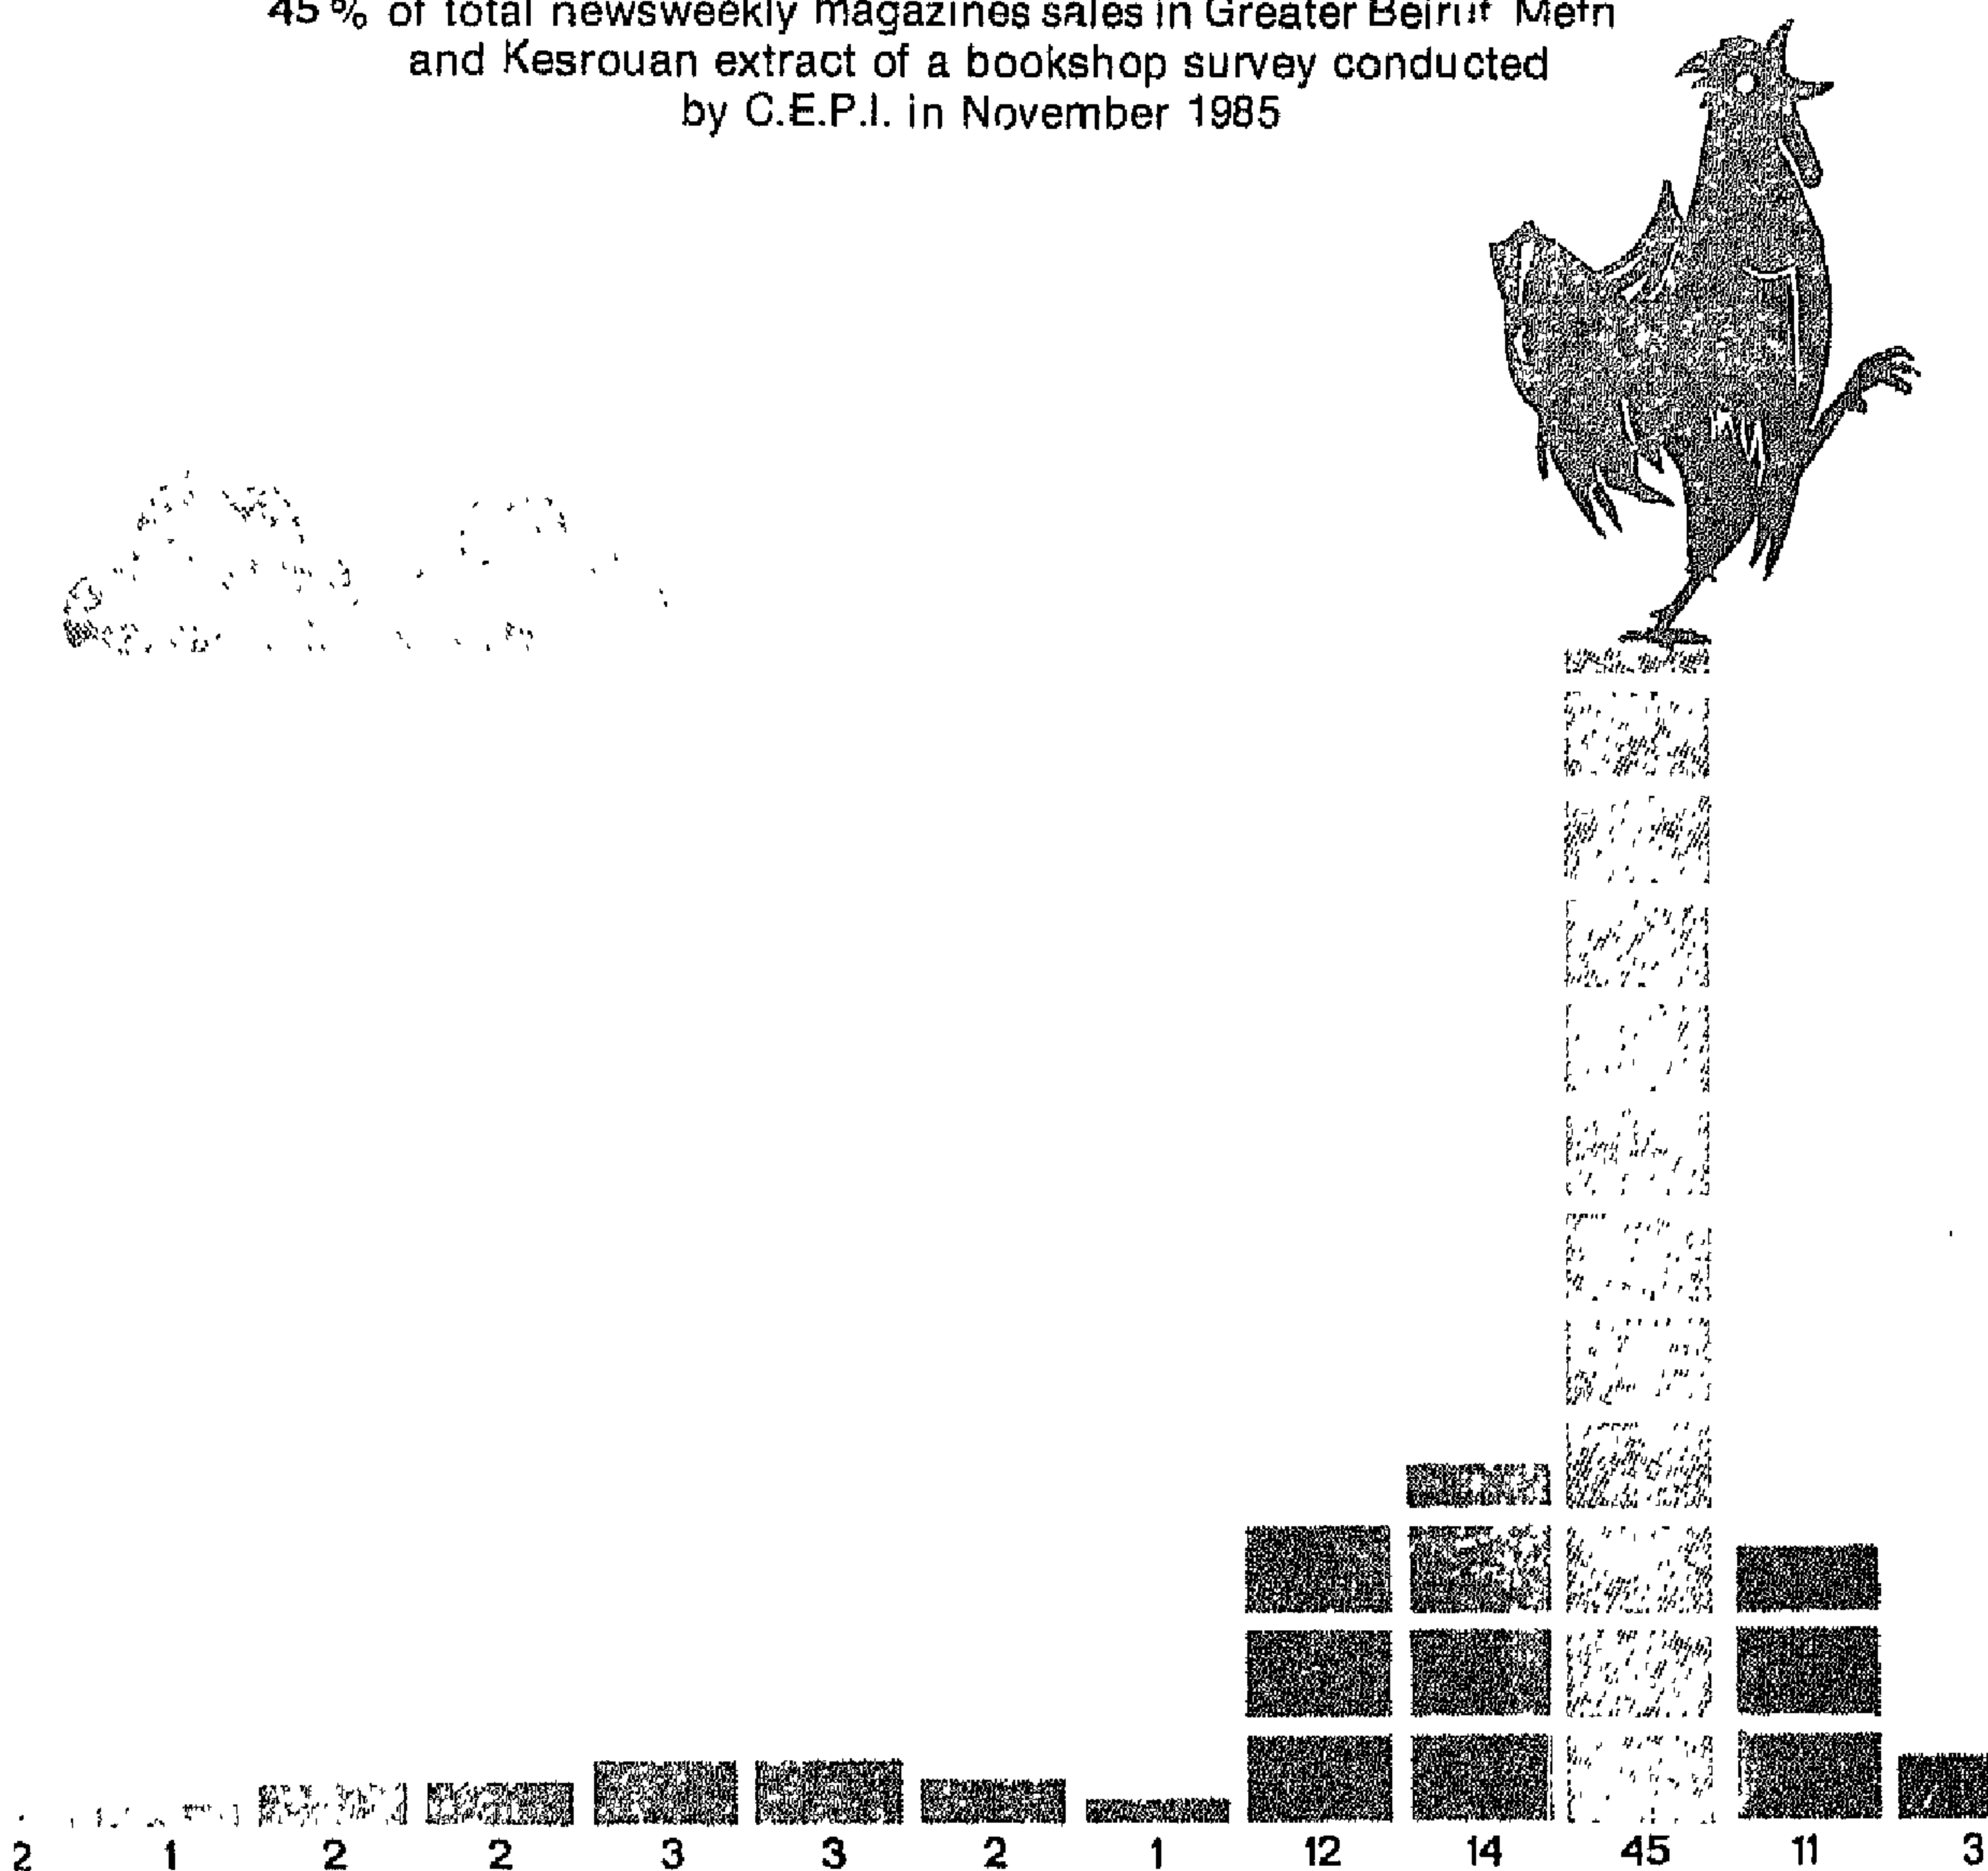 45% of total newsweekly magazines sales in Greater Beirut Metn
and Kesrouan extract of a bookshop survey conducted
by C.E.P.I. in November 1985
2 1 2 2 3 3 2 1 12 14 45 11 3